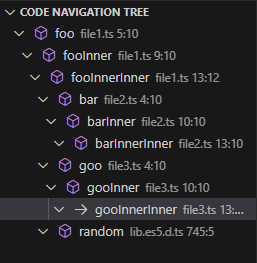 CODE NAVIGATION TREE
foo file1.ts 5:10
fooInner file1.ts 9:10
fooInnerInner file1.ts 13:12
bar file2.ts 4:10
barInner file2.ts 10:10
barInnerInner file2.ts 13:10
goo file3.ts 4:10
gooInner file3.ts 10:10
gooInnerInner file3.ts 13:...
random lib.es5.d.ts 745:5